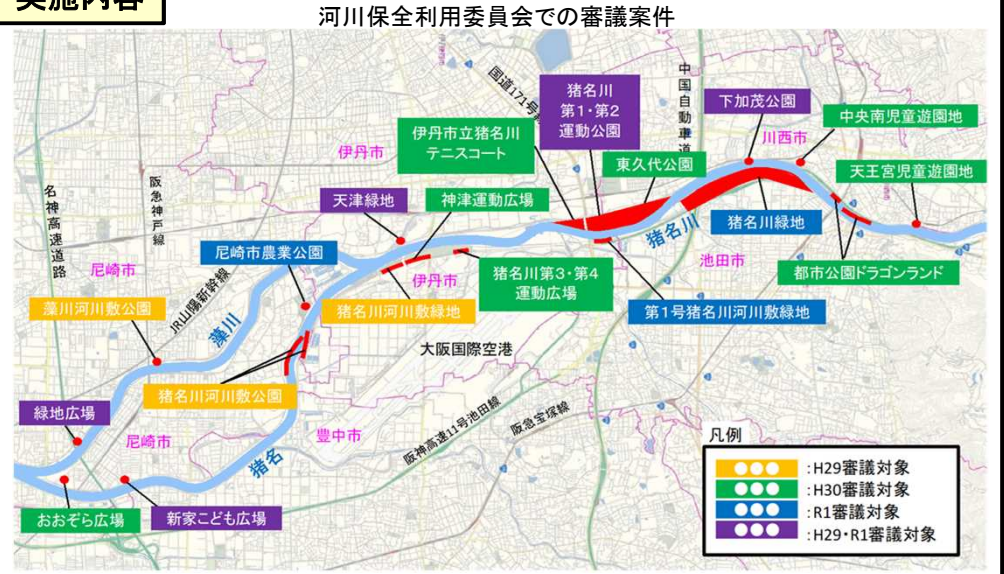 実施内容
河川保全利用委員会での審議案件
国道171号線
猪名川
第1・第2
運動公園
中国自動車道
下加茂公園
中央南児童遊園地
川西市
伊丹市立猪名川
テニスコート
東久代公園
伊丹市
天王宮児童遊園地
名神高速道路
阪急神戸線
天津緑地
神津運動広場
猪名川
猪名川緑地
尼崎市農業公園
池田市
都市公園ドラゴンランド
尼崎市
伊丹市
猪名川第3・第4
運動広場
JR山陽新幹線
藻川河川敷公園
藻川
猪名川河川敷緑地
第1号猪名川河川敷緑地
大阪国際空港
猪名川河川敷公園
緑地広場
尼崎市
豊中市
阪神高速11号池田線
阪急宝塚線
猪名
おおぞら広場
新家こども広場
凡例
●●● :H29審議対象
●●● :H30審議対象
●●● :R1審議対象
●●● :H29・R1審議対象